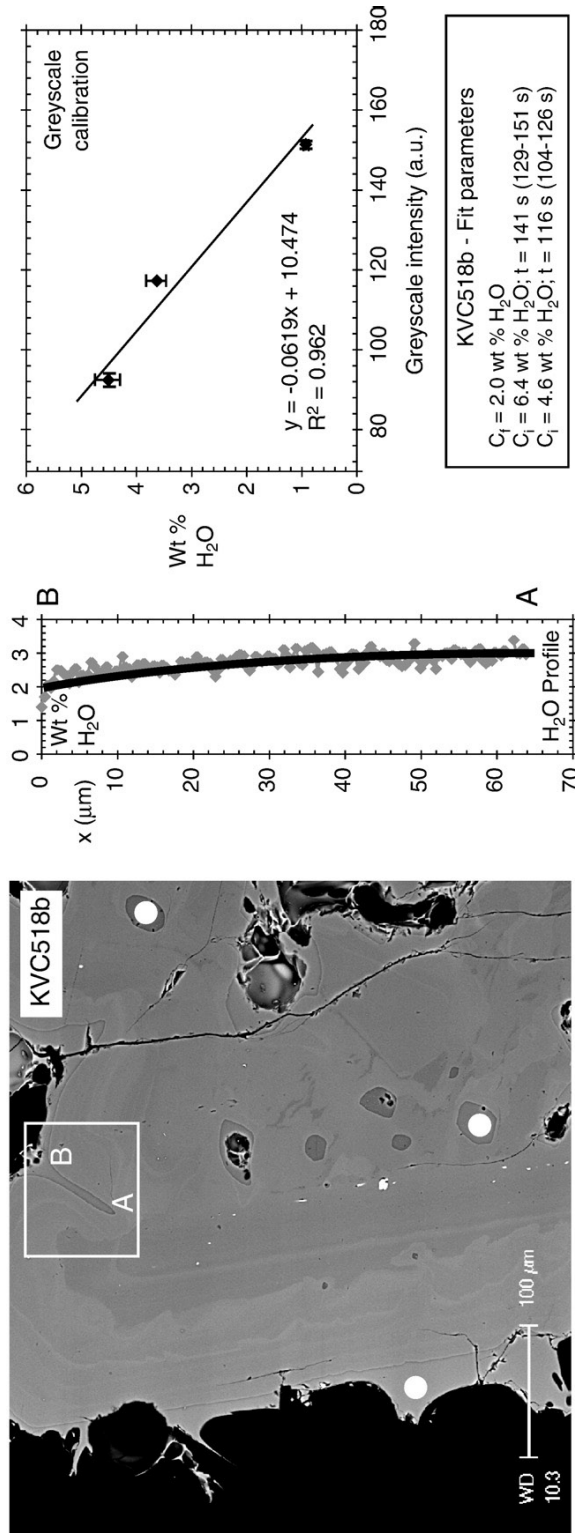 KVC518b
B
A
WD
10.3
100 µm
Wt %
H₂O
0 1 2 3 4
x (µm)
0 10 20 30 40 50 60 70
H₂O Profile
B
A
Greyscale
calibration
Wt %
H₂O
6
5
4
3
2
1
0
y = -0.0619x + 10.474
R² = 0.962
80 100 120 140 160 180
Greyscale intensity (a.u.)
KVC518b - Fit parameters
Cf = 2.0 wt % H₂O
Ci = 6.4 wt % H₂O; t = 141 s (129-151 s)
Ci = 4.6 wt % H₂O; t = 116 s (104-126 s)